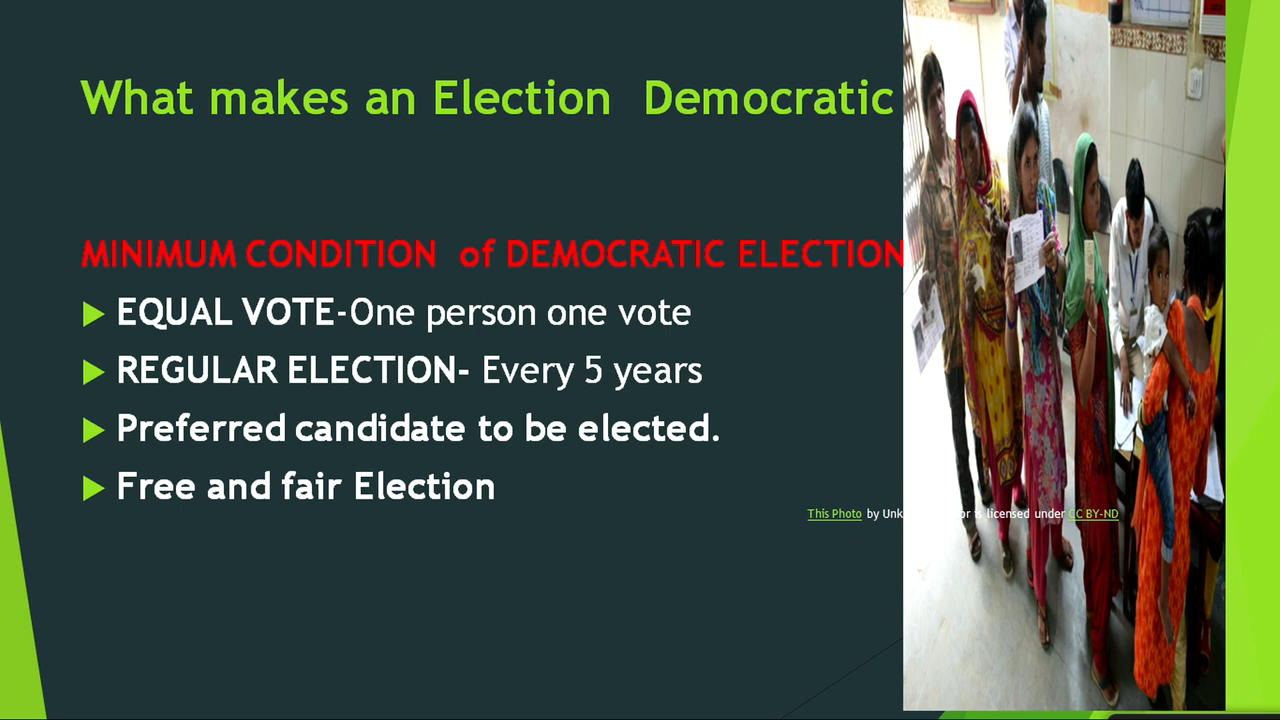 What makes an Election Democratic
MINIMUM CONDITION of DEMOCRATIC ELECTION
EQUAL VOTE-One person one vote
REGULAR ELECTION- Every 5 years
Preferred candidate to be elected.
Free and fair Election
This Photo by is licensed under CC BY-ND